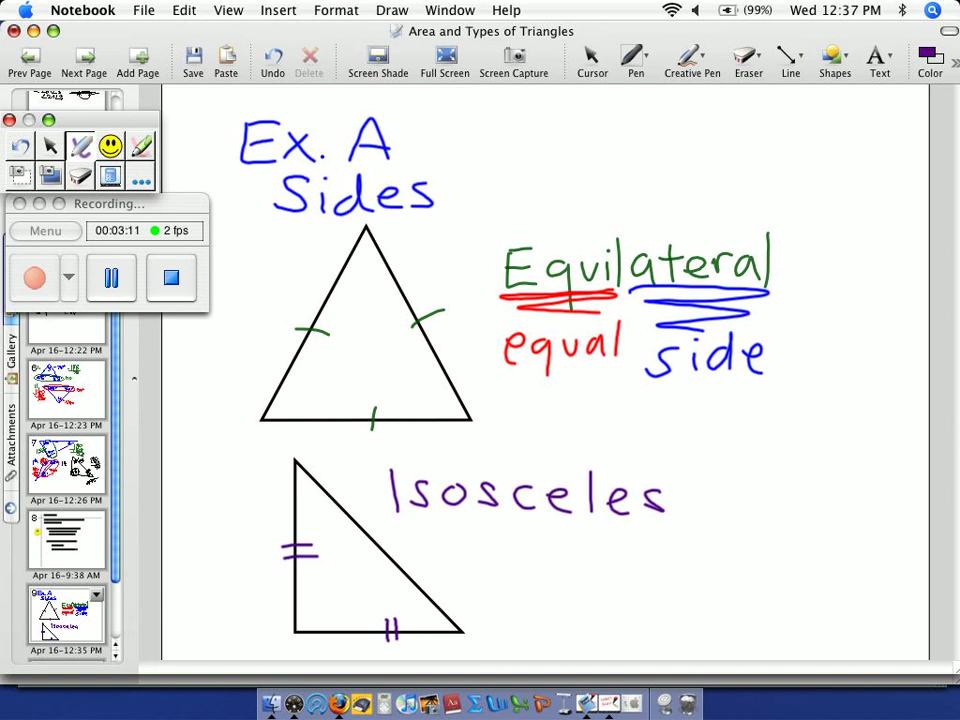 Notebook File Edit View Insert Format Draw Window Help (99%) Wed 12:37 PM
Area and Types of Triangles
Prev Page Next Page Add Page Save Paste Undo Delete Screen Shade Full Screen Screen Capture Cursor Pen Creative Pen Eraser Line Shapes Text Color
Recording...
Menu 00:03:11 2 fps
Gallery
Attachments
Apr 16-12:22 PM
6
Apr 16-12:23 PM
7
Apr 16-12:26 PM
8
Apr 16-9:38 AM
9
Apr 16-12:35 PM
Ex. A
Sides
Equilateral
equal side
Isosceles